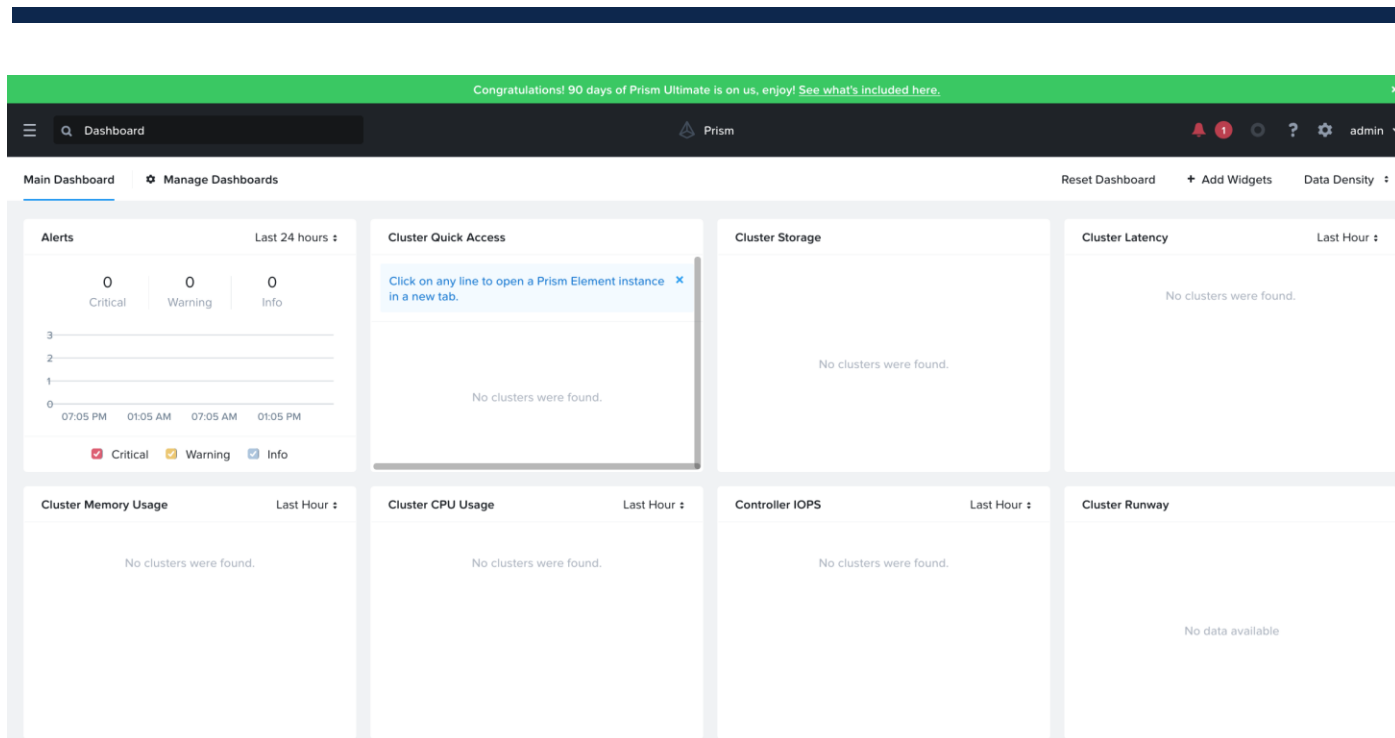 Congratulations! 90 days of Prism Ultimate is on us, enjoy! See what's included here.
Dashboard
Prism
1
?
admin
Main Dashboard
Manage Dashboards
Reset Dashboard
+ Add Widgets
Data Density
Alerts
Last 24 hours
0
0
0
Critical
Warning
Info
3
2
1
0
07:05 PM 01:05 AM 07:05 AM 01:05 PM
Critical Warning Info
Cluster Quick Access
Click on any line to open a Prism Element instance
in a new tab.
No clusters were found.
Cluster Storage
No clusters were found.
Cluster Latency
Last Hour
No clusters were found.
Cluster Memory Usage
Last Hour
No clusters were found.
Cluster CPU Usage
Last Hour
No clusters were found.
Controller IOPS
Last Hour
No clusters were found.
Cluster Runway
No data available